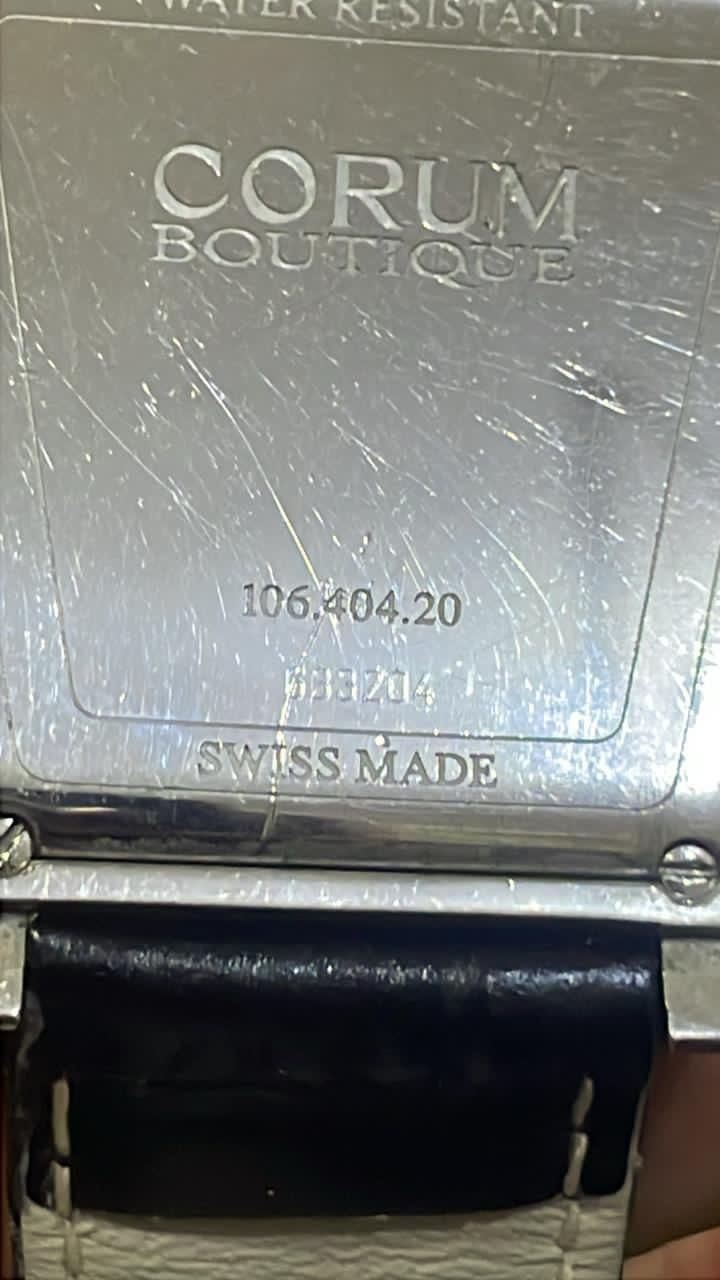 WATER RESISTANT
CORUM
BOUTIQUE
106.404.20
SWISS MADE